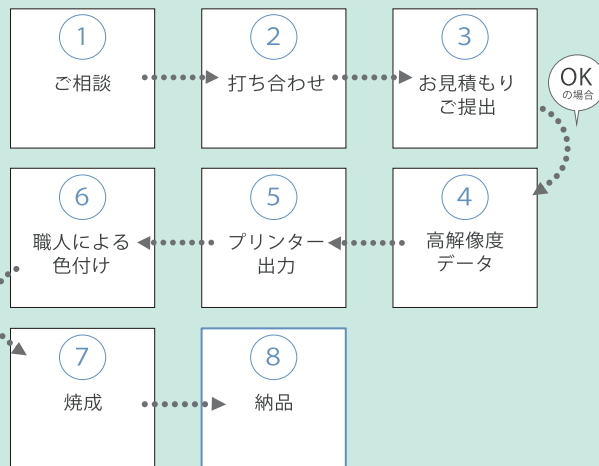 ①
ご相談
②
打ち合わせ
③
お見積もり
ご提出
OK
の場合
④
高解像度
データ
⑤
プリンター
出力
⑥
職人による
色付け
⑦
焼成
⑧
納品